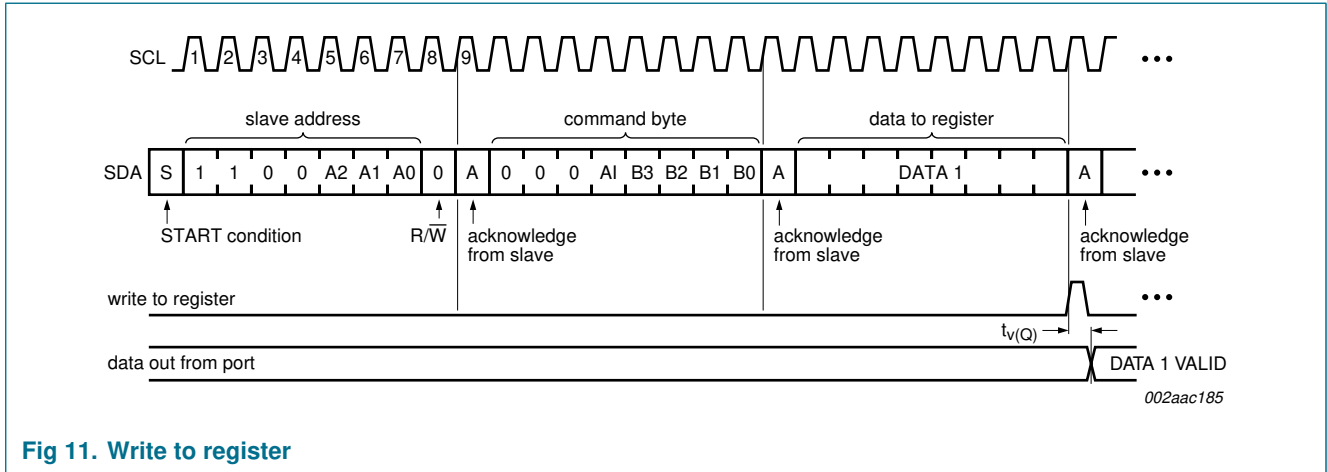 SCL 1 2 3 4 5 6 7 8 9
slave address command byte data to register
SDA S 1 1 0 0 A2 A1 A0 0 A 0 0 0 AI B3 B2 B1 B0 A DATA 1 A
START condition R/W̅ acknowledge from slave acknowledge from slave acknowledge from slave
write to register
tv(Q)
data out from port DATA 1 VALID
002aac185
Fig 11. Write to register